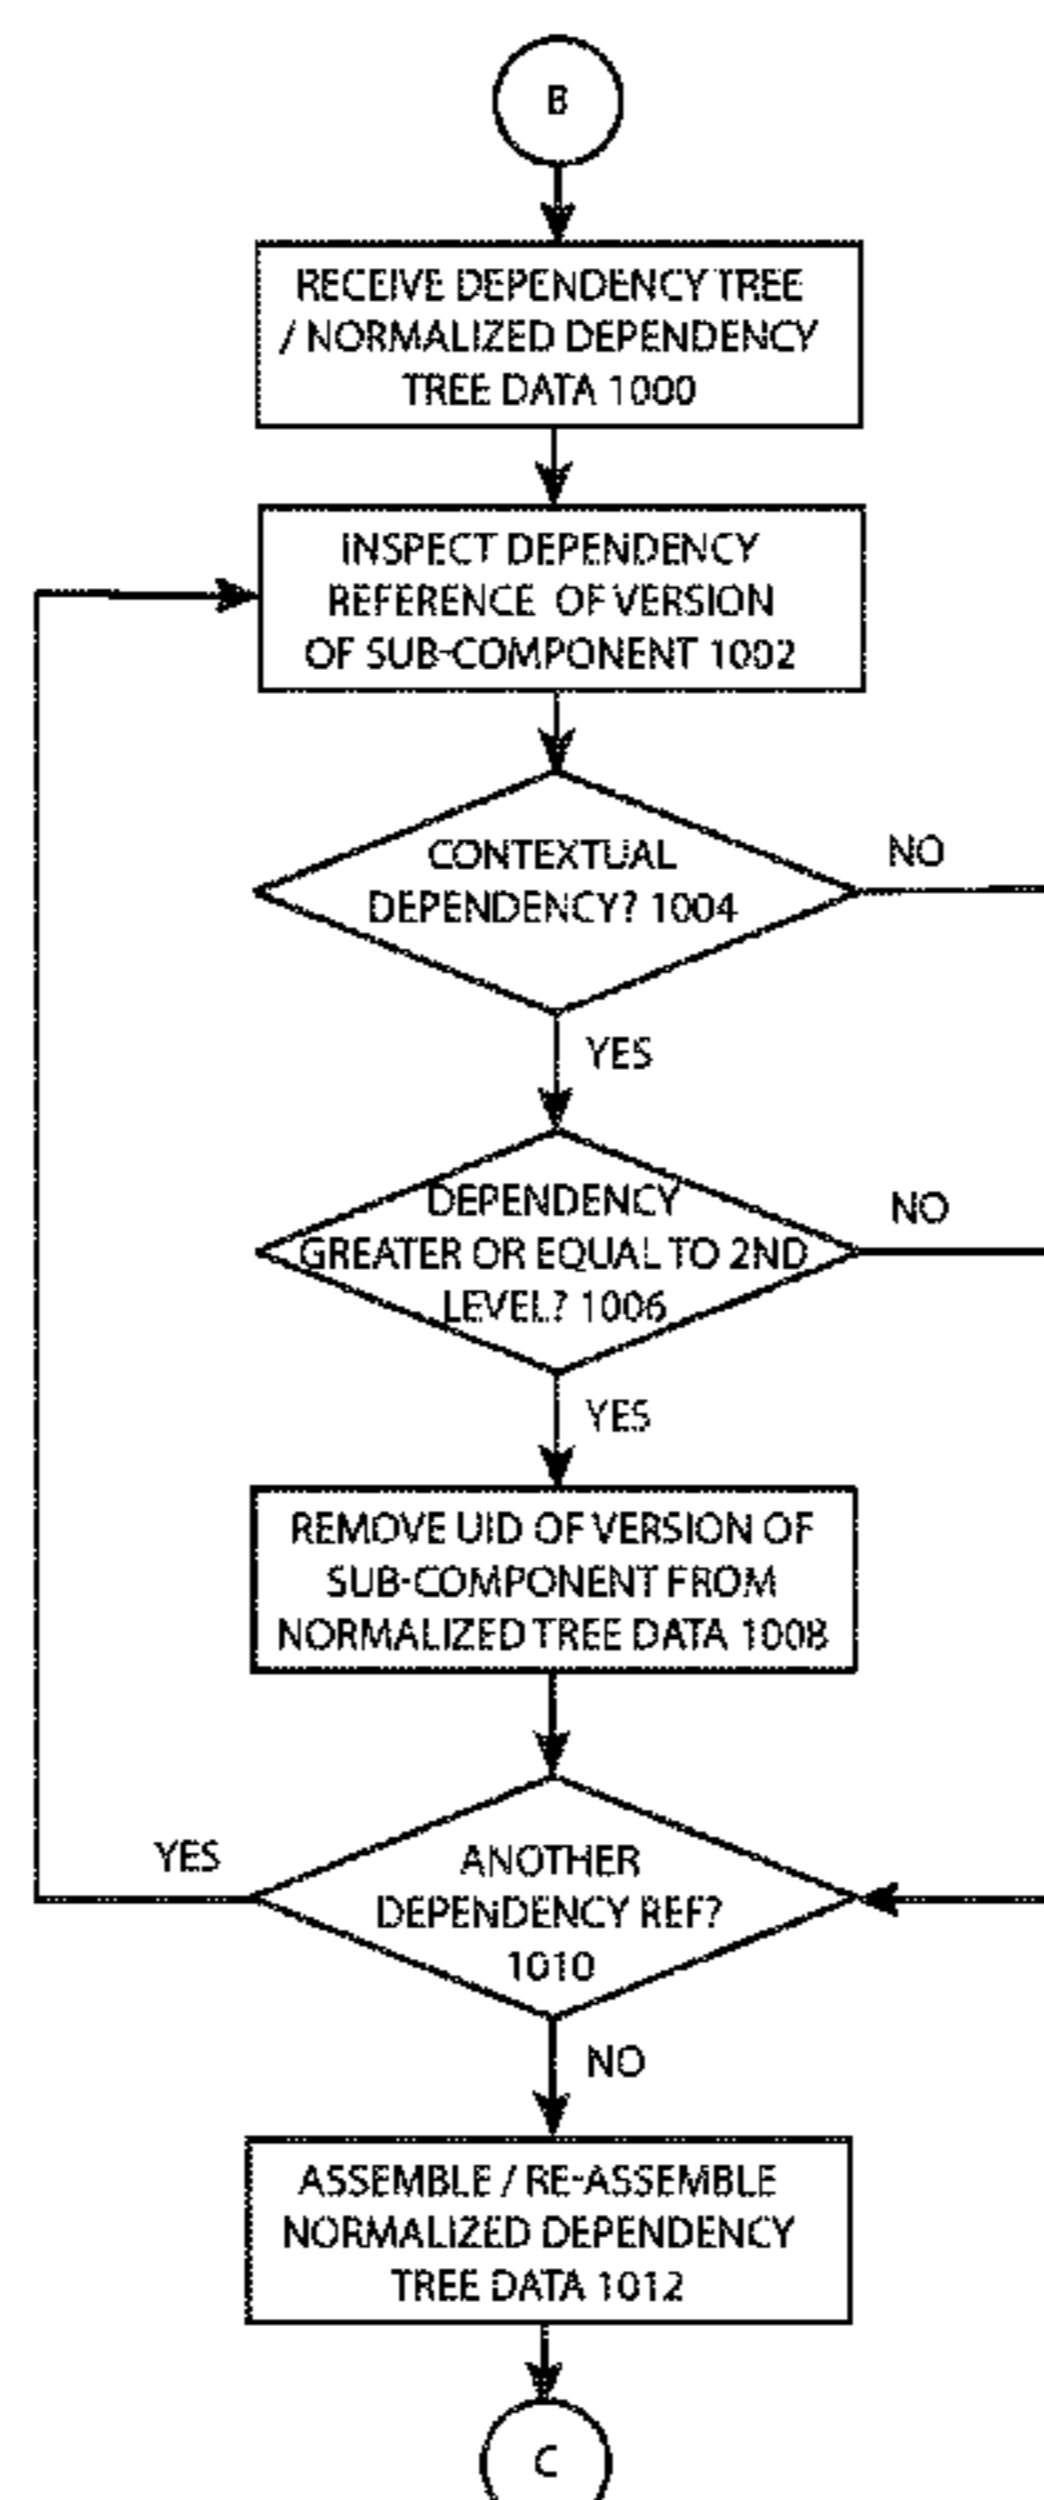 B
RECEIVE DEPENDENCY TREE
/ NORMALIZED DEPENDENCY
TREE DATA 1000
INSPECT DEPENDENCY
REFERENCE OF VERSION
OF SUB-COMPONENT 1002
CONTEXTUAL
DEPENDENCY? 1004
NO
YES
DEPENDENCY
GREATER OR EQUAL TO 2ND
LEVEL? 1006
NO
YES
REMOVE UID OF VERSION OF
SUB-COMPONENT FROM
NORMALIZED TREE DATA 1008
YES
ANOTHER
DEPENDENCY REF?
1010
NO
ASSEMBLE / RE-ASSEMBLE
NORMALIZED DEPENDENCY
TREE DATA 1012
C